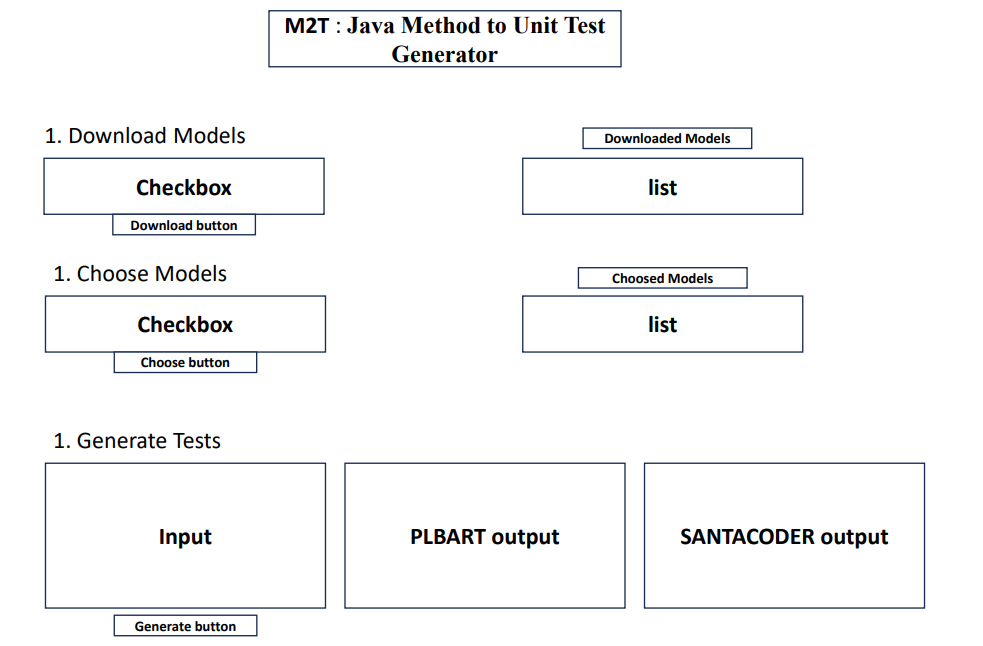 M2T : Java Method to Unit Test
Generator
1. Download Models
Downloaded Models
Checkbox
list
Download button
1. Choose Models
Choosed Models
Checkbox
list
Choose button
1. Generate Tests
Input
PLBART output
SANTACODER output
Generate button